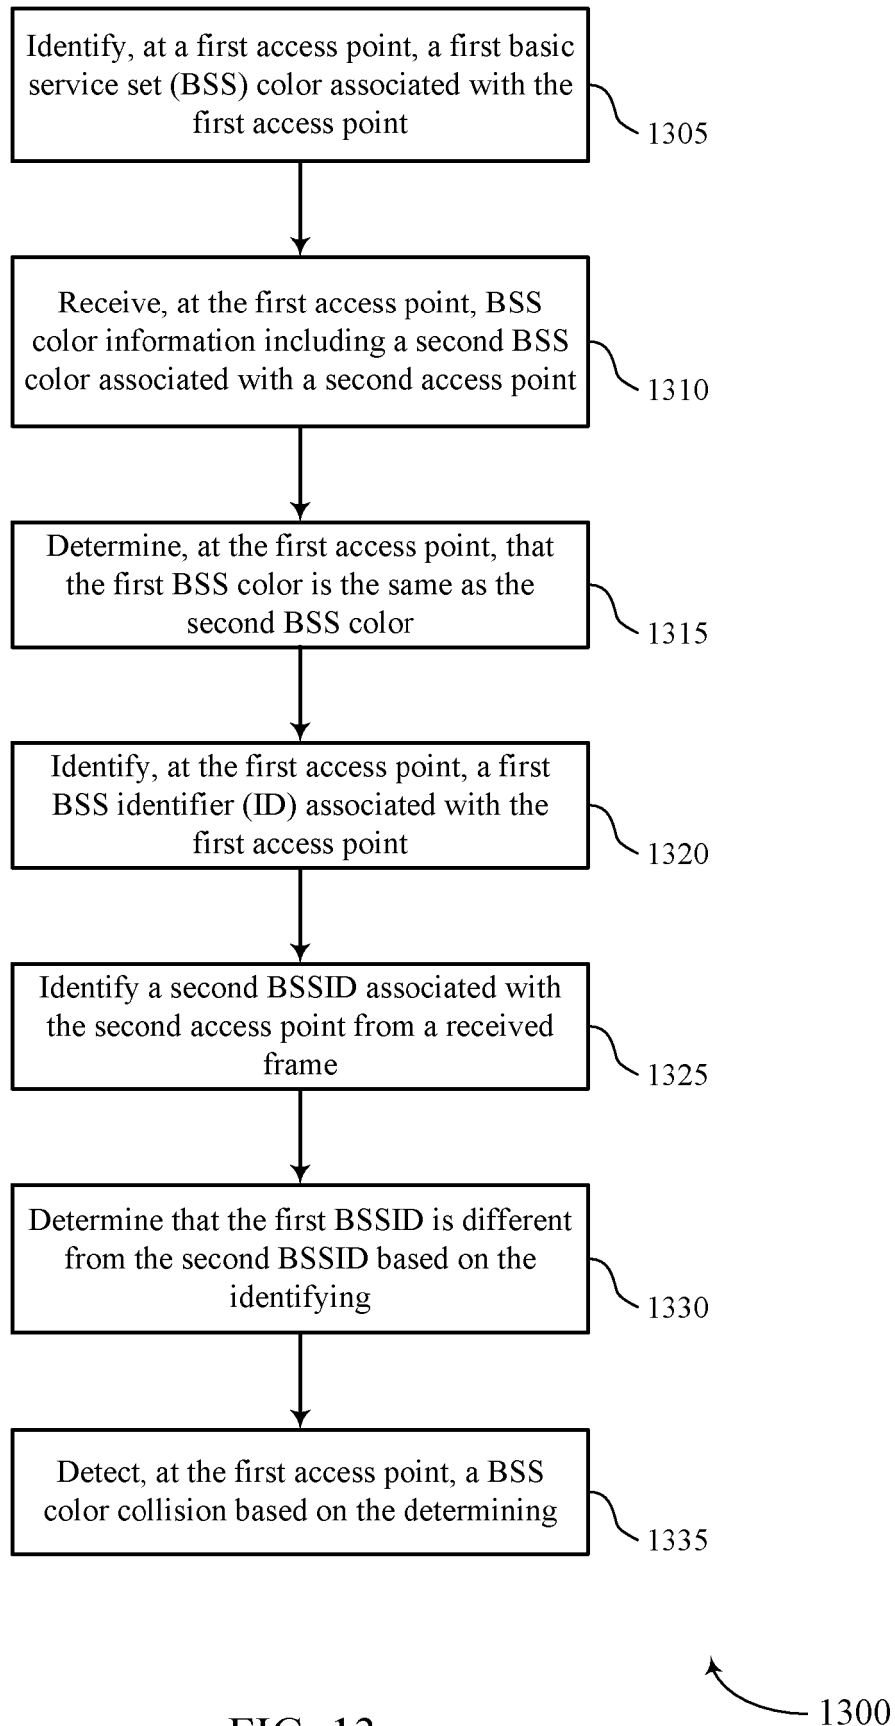 Identify, at a first access point, a first basic
service set (BSS) color associated with the
first access point
1305
Receive, at the first access point, BSS
color information including a second BSS
color associated with a second access point
1310
Determine, at the first access point, that
the first BSS color is the same as the
second BSS color
1315
Identify, at the first access point, a first
BSS identifier (ID) associated with the
first access point
1320
Identify a second BSSID associated with
the second access point from a received
frame
1325
Determine that the first BSSID is different
from the second BSSID based on the
identifying
1330
Detect, at the first access point, a BSS
color collision based on the determining
1335
1300
FIG. 13